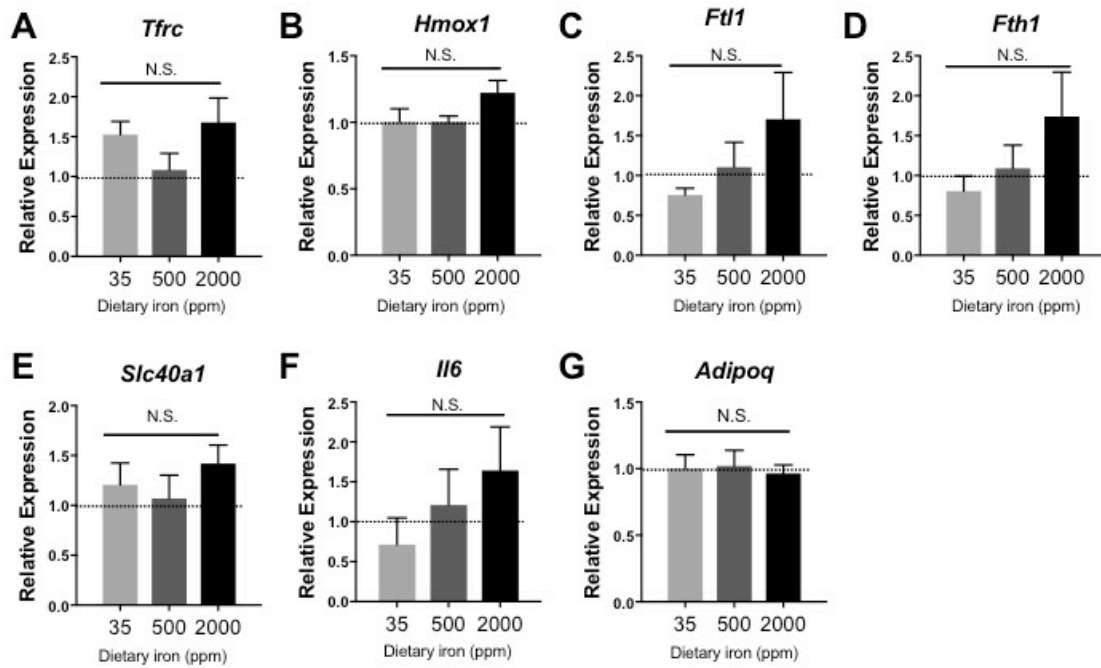 A
Tfrc
Relative Expression
2.5
2.0
1.5
1.0
0.5
0.0
N.S.
35 500 2000
Dietary iron (ppm)
B
Hmox1
Relative Expression
1.5
1.0
0.5
0.0
N.S.
35 500 2000
Dietary iron (ppm)
C
Ftl1
Relative Expression
2.5
2.0
1.5
1.0
0.5
0.0
N.S.
35 500 2000
Dietary iron (ppm)
D
Fth1
Relative Expression
2.5
2.0
1.5
1.0
0.5
0.0
N.S.
35 500 2000
Dietary iron (ppm)
E
Slc40a1
Relative Expression
2.0
1.5
1.0
0.5
0.0
N.S.
35 500 2000
Dietary iron (ppm)
F
Il6
Relative Expression
2.5
2.0
1.5
1.0
0.5
0.0
N.S.
35 500 2000
Dietary iron (ppm)
G
Adipoq
Relative Expression
1.5
1.0
0.5
0.0
N.S.
35 500 2000
Dietary iron (ppm)